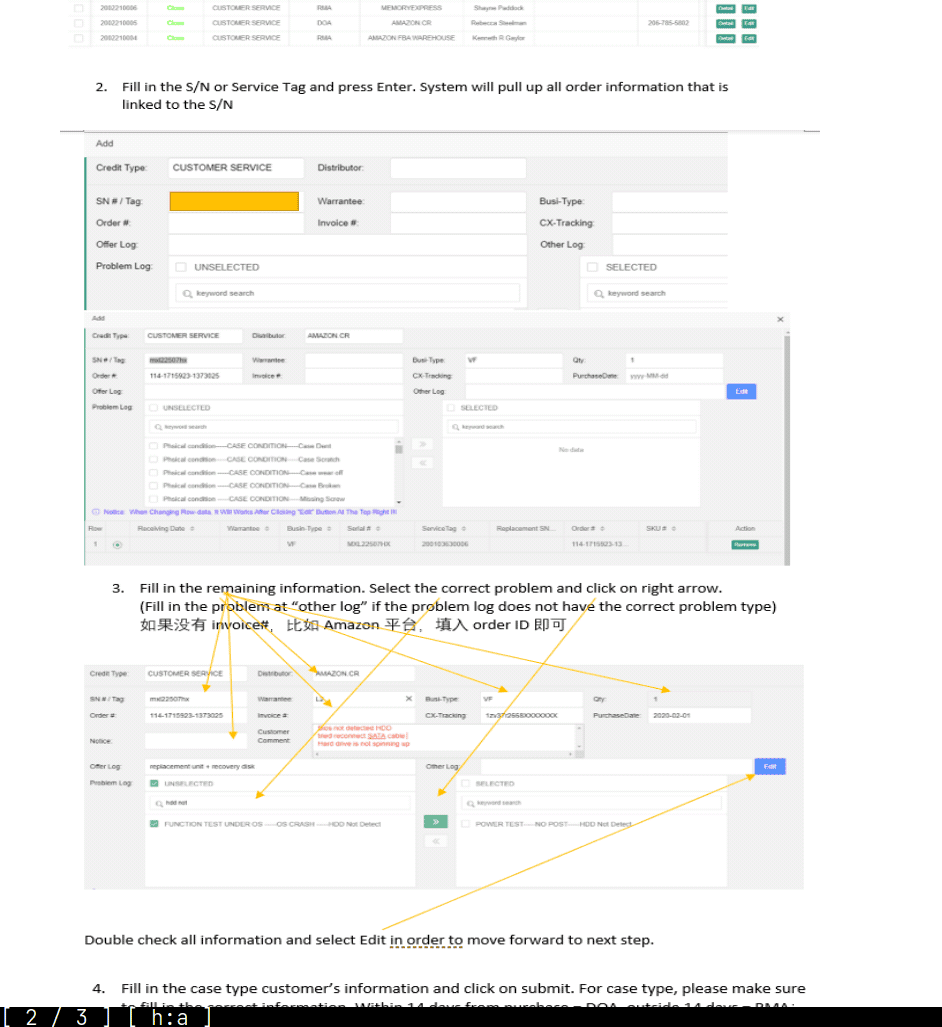 2002210006 Close CUSTOMER SERVICE RMA MEMORYEXPRESS Shayne Paddock Detail Edit
2002210005 Close CUSTOMER SERVICE DOA AMAZON.CR Rebecca Steelman 206-785-5002 Detail Edit
2002210004 Close CUSTOMER SERVICE RMA AMAZON FBA WAREHOUSE Kenneth R Gaylor Detail Edit
2. Fill in the S/N or Service Tag and press Enter. System will pull up all order information that is
linked to the S/N
Add
Credit Type: CUSTOMER SERVICE Distributor:
SN # / Tag: Warrantee: Busi-Type:
Order #: Invoice #: CX-Tracking:
Offer Log: Other Log:
Problem Log: UNSELECTED SELECTED
keyword search keyword search
Add ×
Credit Type: CUSTOMER SERVICE Distributor: AMAZON.CR
SN # / Tag: mxl22507hx Warrantee: Busi-Type: VF Qty: 1
Order #: 114-1715923-1373025 Invoice #: CX-Tracking: PurchaseDate: yyyy-MM-dd
Offer Log: Other Log: Edit
Problem Log: UNSELECTED SELECTED
keyword search keyword search
Phsical condition----CASE CONDITION----Case Dent No data
Phsical condition----CASE CONDITION----Case Scratch
Phsical condition----CASE CONDITION----Case wear off
Phsical condition----CASE CONDITION----Case Broken
Phsical condition----CASE CONDITION----Missing Screw
Notice: When Changing Row-data, It Will Works After Clicking "Edit" Button At The Top Right !!!
Row Receiving Date Warrantee Busin-Type Serial # ServiceTag Replacement SN... Order # SKU # Action
1 VF MXL22507HX 200103630006 114-1715923-13... Remove
3. Fill in the remaining information. Select the correct problem and click on right arrow.
(Fill in the problem at “other log” if the problem log does not have the correct problem type)
如果没有 invoice#，比如 Amazon 平台，填入 order ID 即可
Credit Type: CUSTOMER SERVICE Distributor: AMAZON.CR
SN # / Tag: mxl22507hx Warrantee: × Busi-Type: VF Qty: 1
Order #: 114-1715923-1373025 Invoice #: CX-Tracking: 1zv37r2668XXXXXXX PurchaseDate: 2020-02-01
Notice: Customer Comment: bios not detected HDD
tried reconnect SATA cable
Hard drive is not spinning up
Offer Log: replacement unit + recovery disk Other Log: Edit
Problem Log: UNSELECTED SELECTED
hdd not keyword search
FUNCTION TEST UNDER OS ----OS CRASH ----HDD Not Detect » POWER TEST----NO POST----HDD Not Detect
«
Double check all information and select Edit in order to move forward to next step.
4. Fill in the case type customer’s information and click on submit. For case type, please make sure
to fill in the correct information. Within 14 days from purchase = DOA, outside 14 days = RMA;
[ 2 / 3 ] [ h:a ]